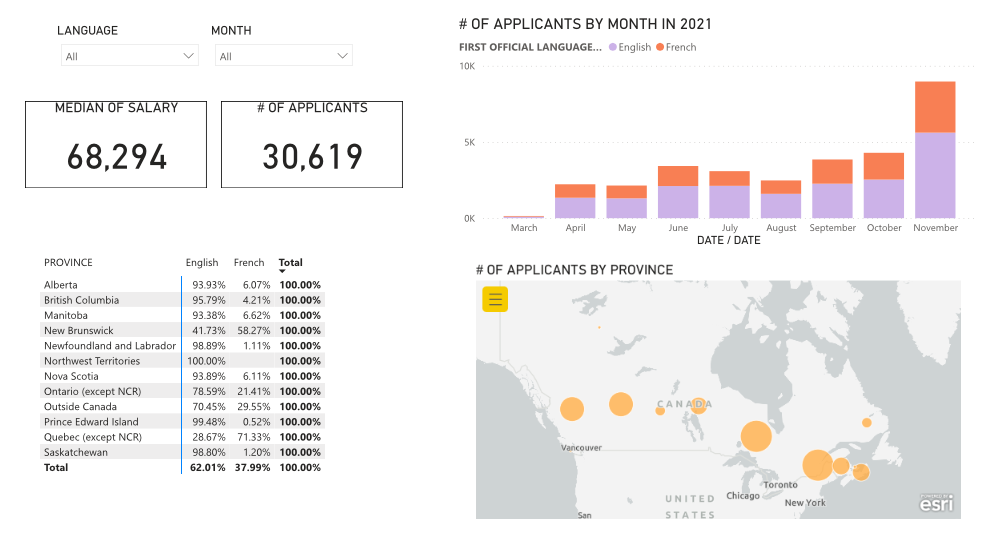 LANGUAGE
MONTH
All
All
MEDIAN OF SALARY
68,294
# OF APPLICANTS
30,619
# OF APPLICANTS BY MONTH IN 2021
FIRST OFFICIAL LANGUAGE... English French
10K
5K
0K
March April May June July August September October November
DATE / DATE
PROVINCE English French Total
Alberta 93.93% 6.07% 100.00%
British Columbia 95.79% 4.21% 100.00%
Manitoba 93.38% 6.62% 100.00%
New Brunswick 41.73% 58.27% 100.00%
Newfoundland and Labrador 98.89% 1.11% 100.00%
Northwest Territories 100.00% 100.00%
Nova Scotia 93.89% 6.11% 100.00%
Ontario (except NCR) 78.59% 21.41% 100.00%
Outside Canada 70.45% 29.55% 100.00%
Prince Edward Island 99.48% 0.52% 100.00%
Quebec (except NCR) 28.67% 71.33% 100.00%
Saskatchewan 98.80% 1.20% 100.00%
Total 62.01% 37.99% 100.00%
# OF APPLICANTS BY PROVINCE
CANADA
Vancouver
Toronto
Chicago
New York
UNITED
STATES
San
esri